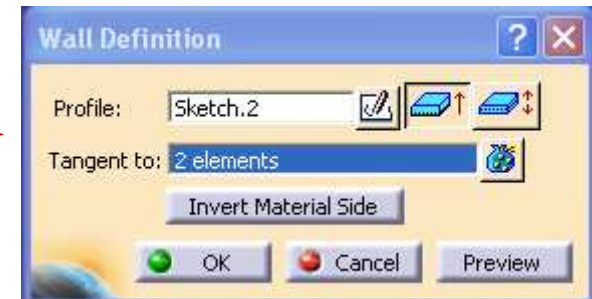 Wall Definition
Profile: Sketch.2
Tangent to: 2 elements
Invert Material Side
OK Cancel Preview